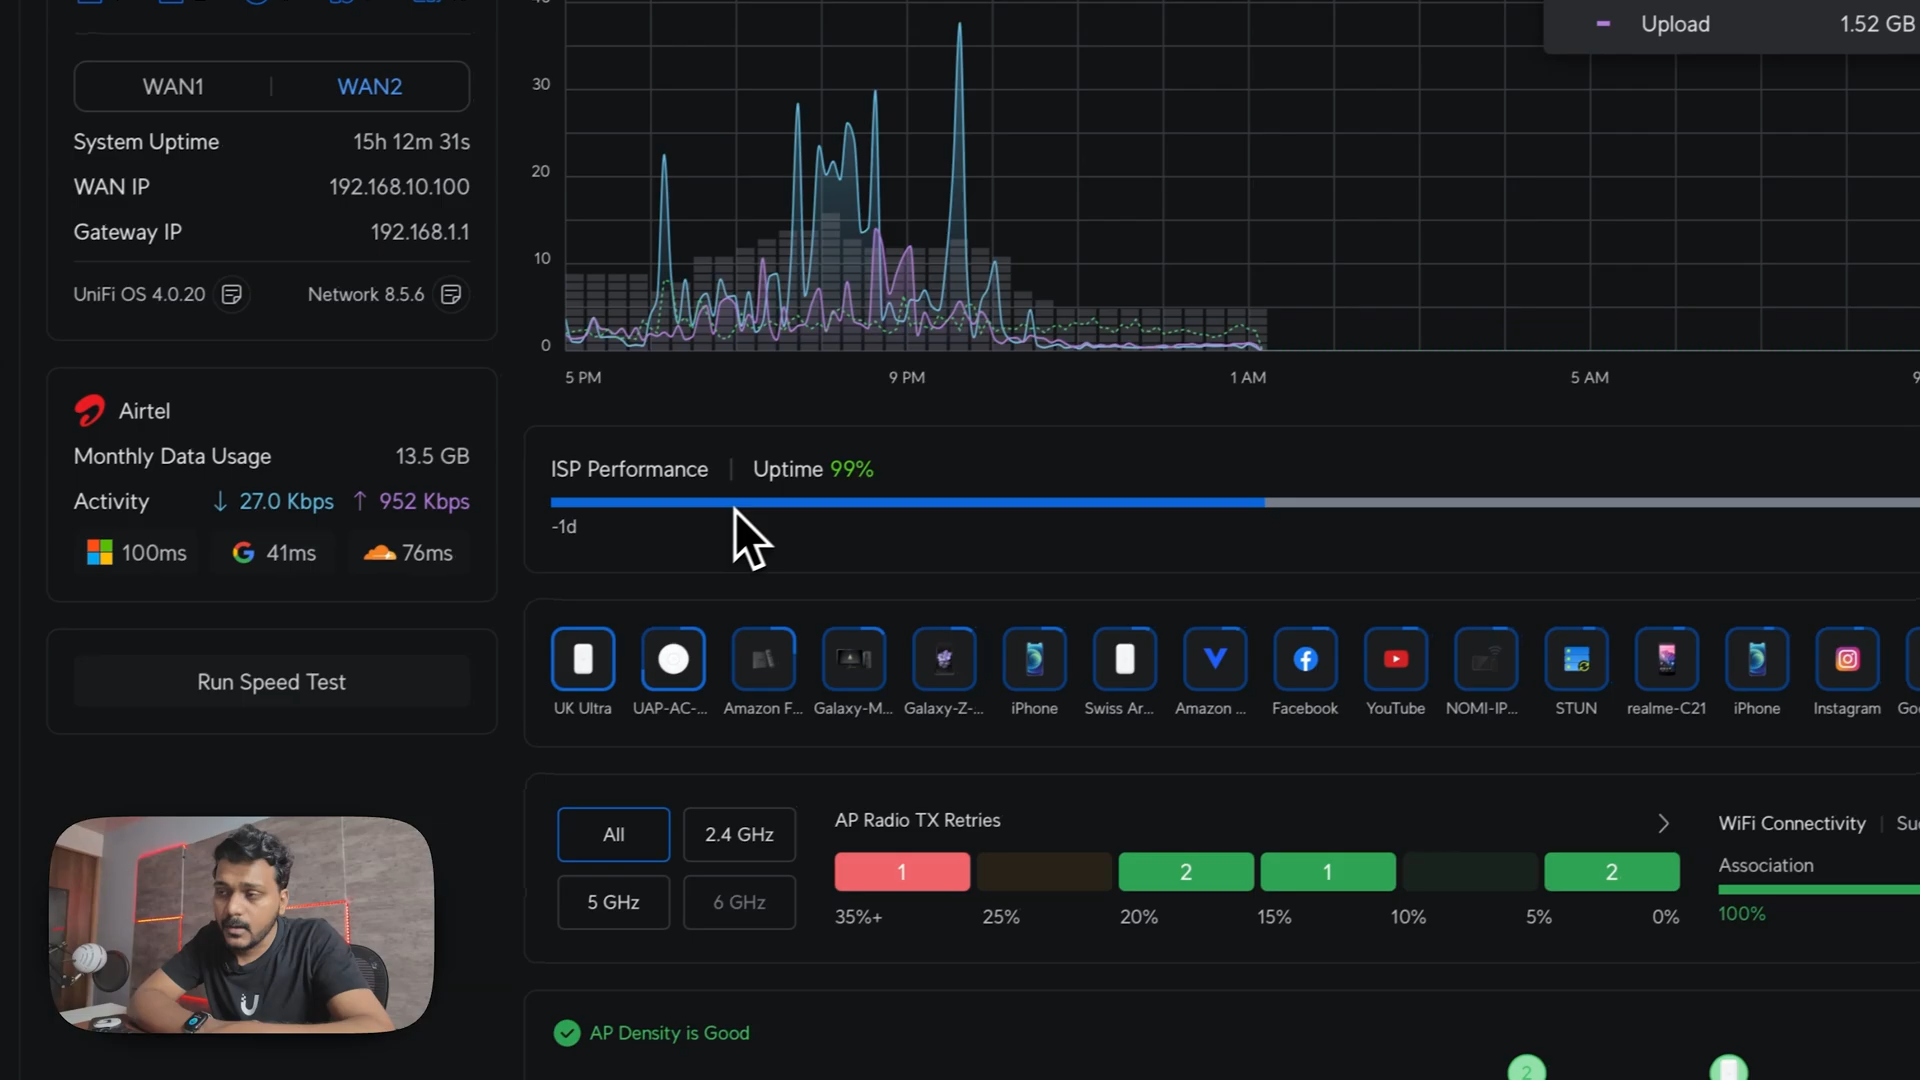 Upload 1.52 GB
WAN1 WAN2
System Uptime 15h 12m 31s
WAN IP 192.168.10.100
Gateway IP 192.168.1.1
UniFi OS 4.0.20 Network 8.5.6
30
20
10
0
5 PM 9 PM 1 AM 5 AM
Airtel
Monthly Data Usage 13.5 GB
Activity ↓ 27.0 Kbps ↑ 952 Kbps
100ms 41ms 76ms
Run Speed Test
ISP Performance | Uptime 99%
-1d
UK Ultra UAP-AC-... Amazon F... Galaxy-M... Galaxy-Z-... iPhone Swiss Ar... Amazon ... Facebook YouTube NOMI-IP... STUN realme-C21 iPhone Instagram
All 2.4 GHz
5 GHz 6 GHz
AP Radio TX Retries
1 2 1 2
35%+ 25% 20% 15% 10% 5% 0%
WiFi Connectivity
Association
100%
AP Density is Good
2